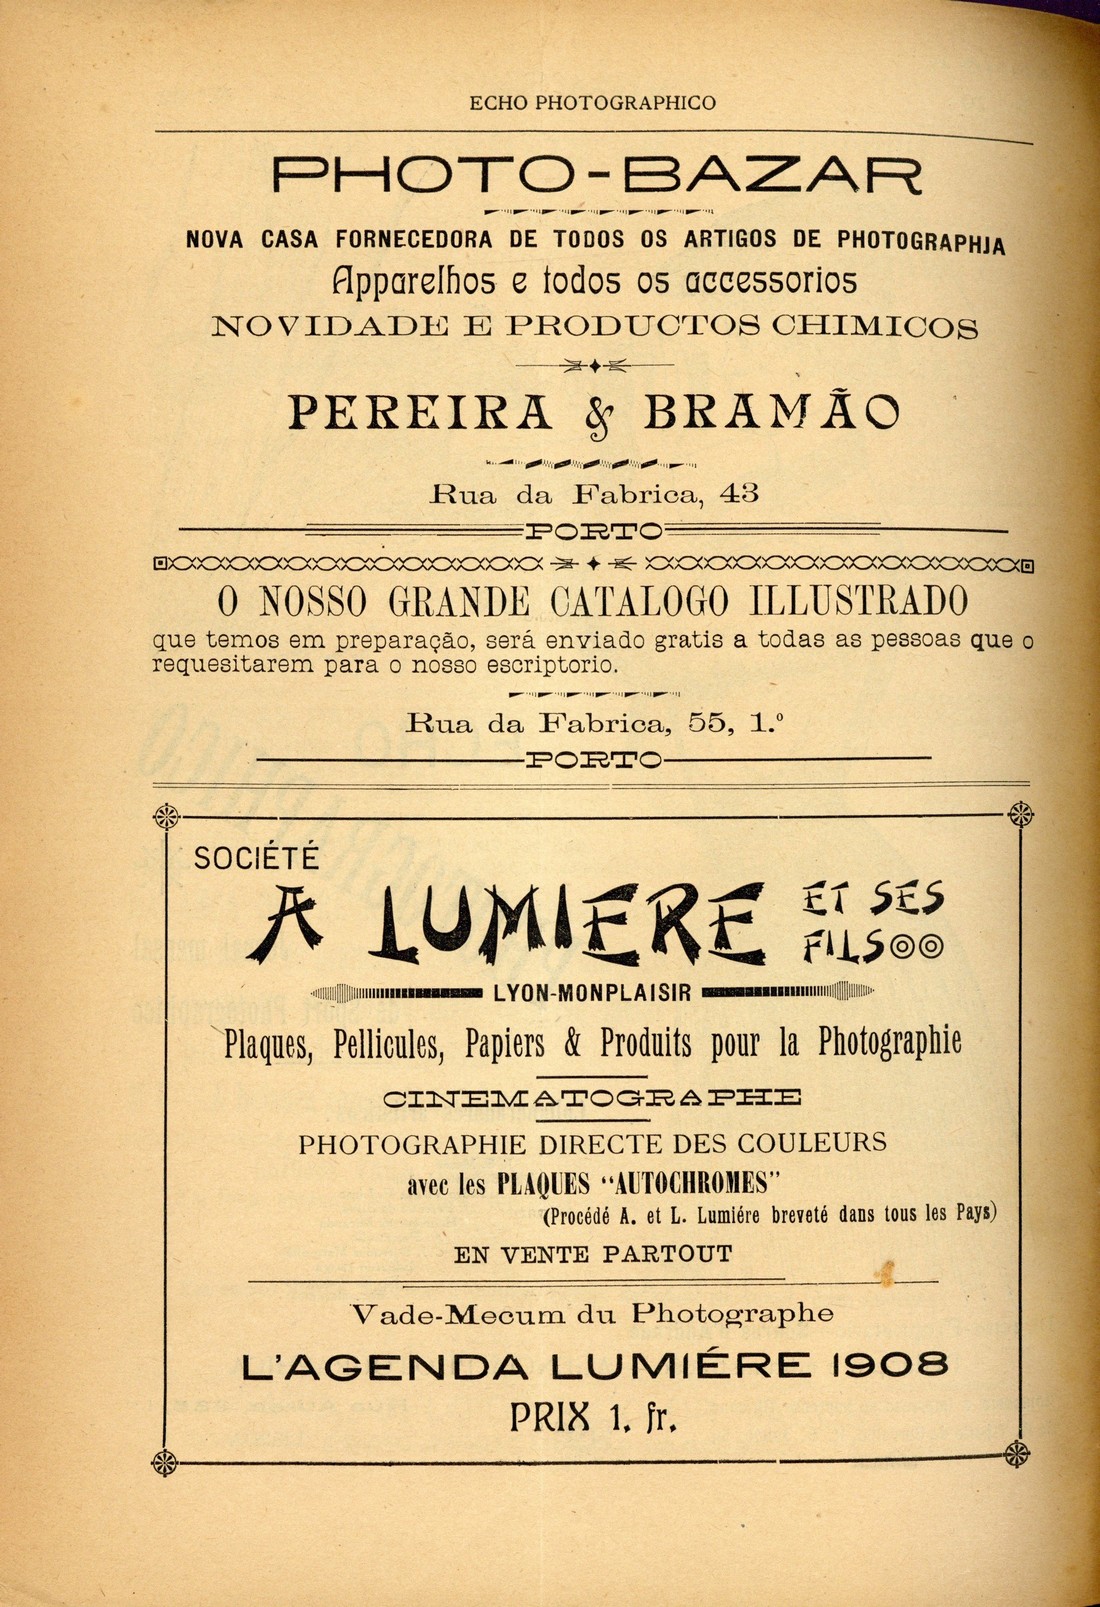 ECHO PHOTOGRAPHICO
PHOTO-BAZAR
NOVA CASA FORNECEDORA DE TODOS OS ARTIGOS DE PHOTOGRAPHIA
Apparelhos e todos os accessorios
NOVIDADE E PRODUCTOS CHIMICOS
PEREIRA & BRAMÃO
Rua da Fabrica, 43
PORTO
O NOSSO GRANDE CATALOGO ILLUSTRADO
que temos em preparação, será enviado gratis a todas as pessoas que o
requesitarem para o nosso escriptorio.
Rua da Fabrica, 55, 1.º
PORTO
SOCIÉTÉ
A LUMIERE ET SES
FILS
LYON-MONPLAISIR
Plaques, Pellicules, Papiers & Produits pour la Photographie
CINEMATOGRAPHE
PHOTOGRAPHIE DIRECTE DES COULEURS
avec les PLAQUES “AUTOCHROMES”
(Procédé A. et L. Lumiére breveté dans tous les Pays)
EN VENTE PARTOUT
Vade-Mecum du Photographe
L'AGENDA LUMIÉRE 1908
PRIX 1. fr.